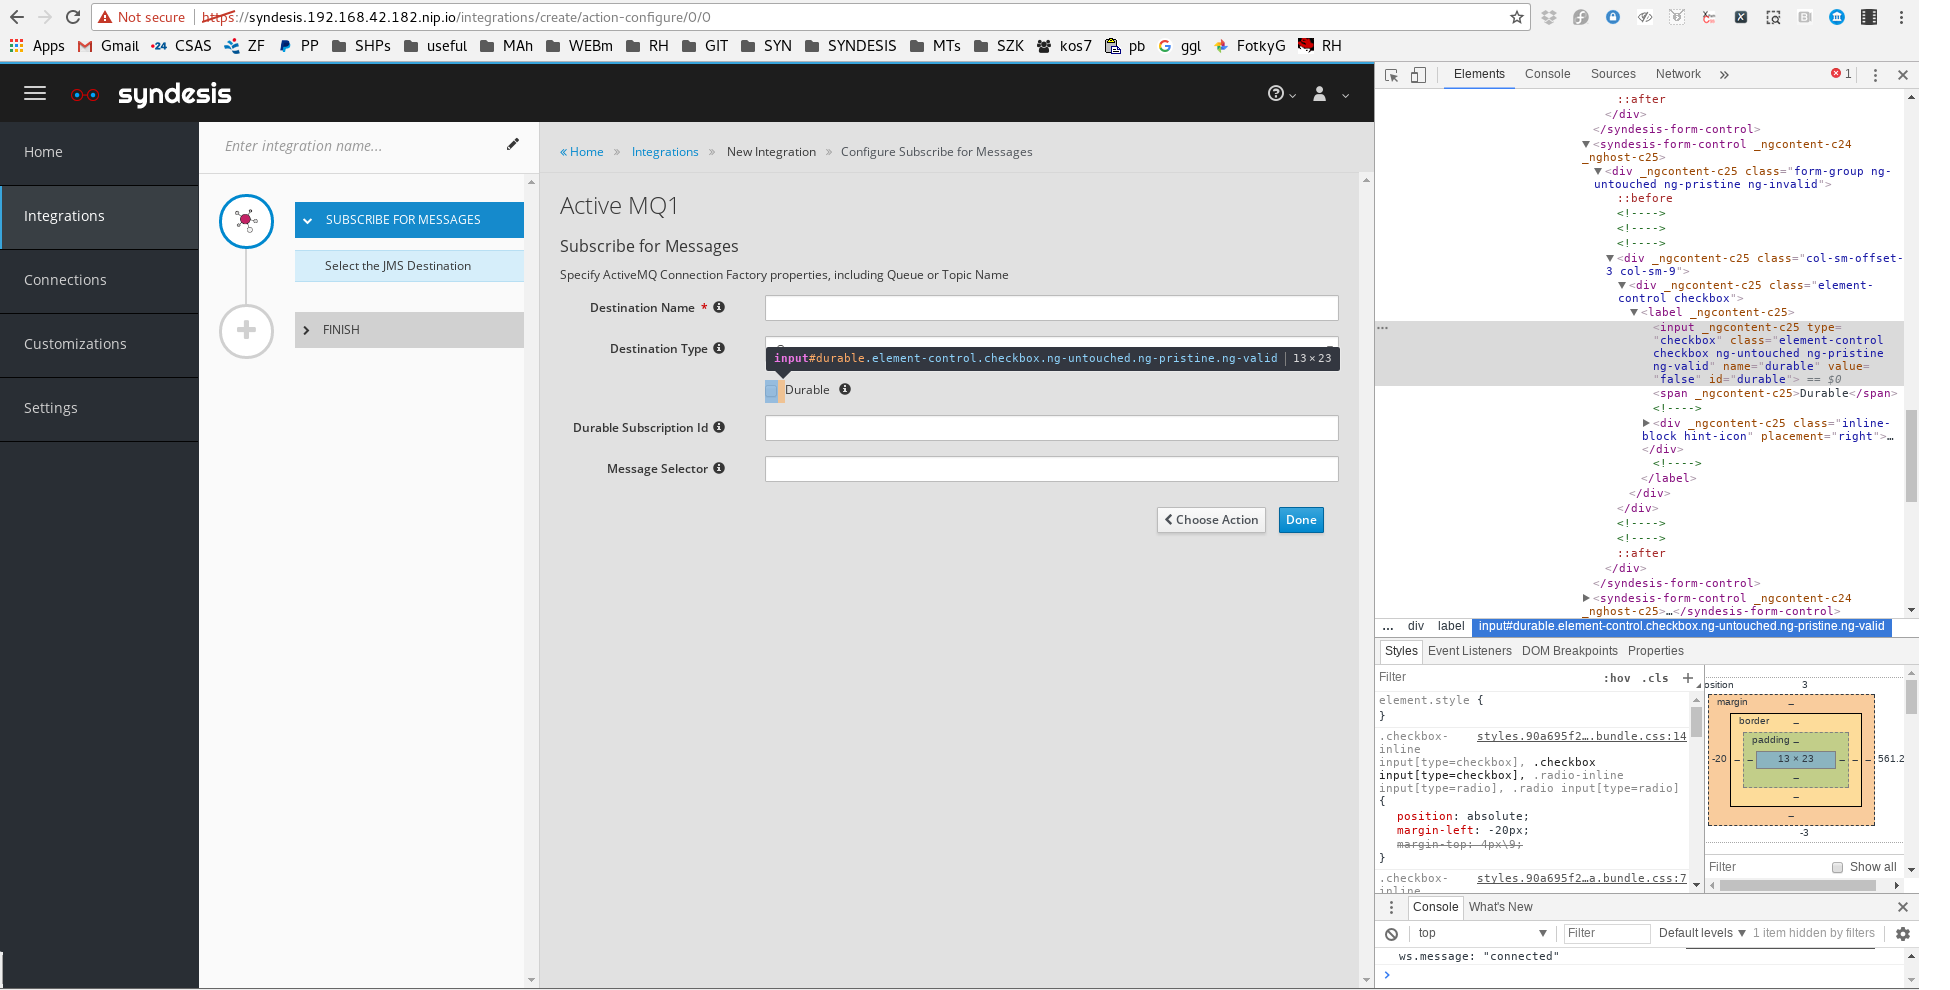 Not secure
https://syndesis.192.168.42.182.nip.io/integrations/create/action-configure/0/0
Apps
Gmail
CSAS
ZF
PP
SHPs
useful
MAh
WEBm
RH
GIT
SYN
SYNDESIS
MTs
SZK
kos7
pb
ggl
FotkyG
RH
syndesis
Home
Integrations
Connections
Customizations
Settings
Enter integration name...
SUBSCRIBE FOR MESSAGES
Select the JMS Destination
FINISH
« Home » Integrations » New Integration » Configure Subscribe for Messages
Active MQ1
Subscribe for Messages
Specify ActiveMQ Connection Factory properties, including Queue or Topic Name
Destination Name *
Destination Type
input#durable.element-control.checkbox.ng-untouched.ng-pristine.ng-valid | 13 × 23
Durable
Durable Subscription Id
Message Selector
Choose Action
Done
Elements Console Sources Network » 1
::after
</div>
</syndesis-form-control>
<syndesis-form-control _ngcontent-c24
_nghost-c25>
<div _ngcontent-c25 class="form-group ng-
untouched ng-pristine ng-invalid">
::before
<!---->
<!---->
<!---->
<div _ngcontent-c25 class="col-sm-offset-
3 col-sm-9">
<div _ngcontent-c25 class="element-
control checkbox">
<label _ngcontent-c25>
<input _ngcontent-c25 type=
"checkbox" class="element-control
checkbox ng-untouched ng-pristine
ng-valid" name="durable" value=
"false" id="durable"> == $0
<span _ngcontent-c25>Durable</span>
<!---->
<div _ngcontent-c25 class="inline-
block hint-icon" placement="right">…
</div>
<!---->
</label>
</div>
</div>
<!---->
<!---->
::after
</div>
</syndesis-form-control>
<syndesis-form-control _ngcontent-c24
_nghost-c25>…</syndesis-form-control>
... div label input#durable.element-control.checkbox.ng-untouched.ng-pristine.ng-valid
Styles Event Listeners DOM Breakpoints Properties
Filter :hov .cls +
element.style {
}
.checkbox- styles.90a695f2….bundle.css:14
inline
input[type=checkbox], .checkbox
input[type=checkbox], .radio-inline
input[type=radio], .radio input[type=radio]
{
position: absolute;
margin-left: -20px;
margin-top: 4px\9;
}
.checkbox- styles.90a695f2…a.bundle.css:7
inline
osition 3
margin –
border –
padding –
-20 – – 13 × 23 – – – 561.2
–
–
–
-3
Filter Show all
Console What's New
top Filter Default levels 1 item hidden by filters
ws.message: "connected"